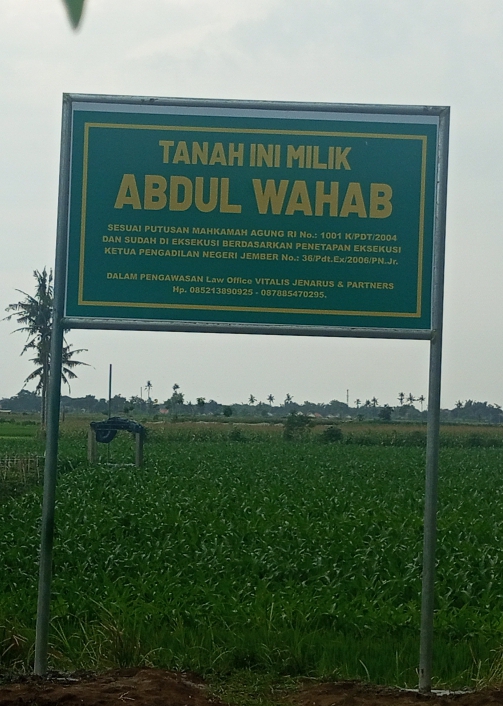 TANAH INI MILIK
ABDUL WAHAB
SESUAI PUTUSAN MAHKAMAH AGUNG RI No.: 1001 K/PDT/2004
DAN SUDAH DI EKSEKUSI BERDASARKAN PENETAPAN EKSEKUSI
KETUA PENGADILAN NEGERI JEMBER No.: 36/Pdt.Ex/2006/PN.Jr.
DALAM PENGAWASAN Law Office VITALIS JENARUS & PARTNERS
Hp. 085213890925 - 087885470295.